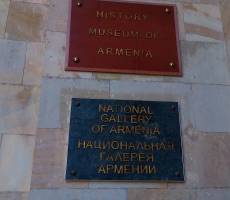 HISTORY
MUSEUM OF
ARMENIA
NATIONAL
GALLERY
OF ARMENIA
НАЦИОНАЛЬНАЯ
ГАЛЕРЕЯ
АРМЕНИИ